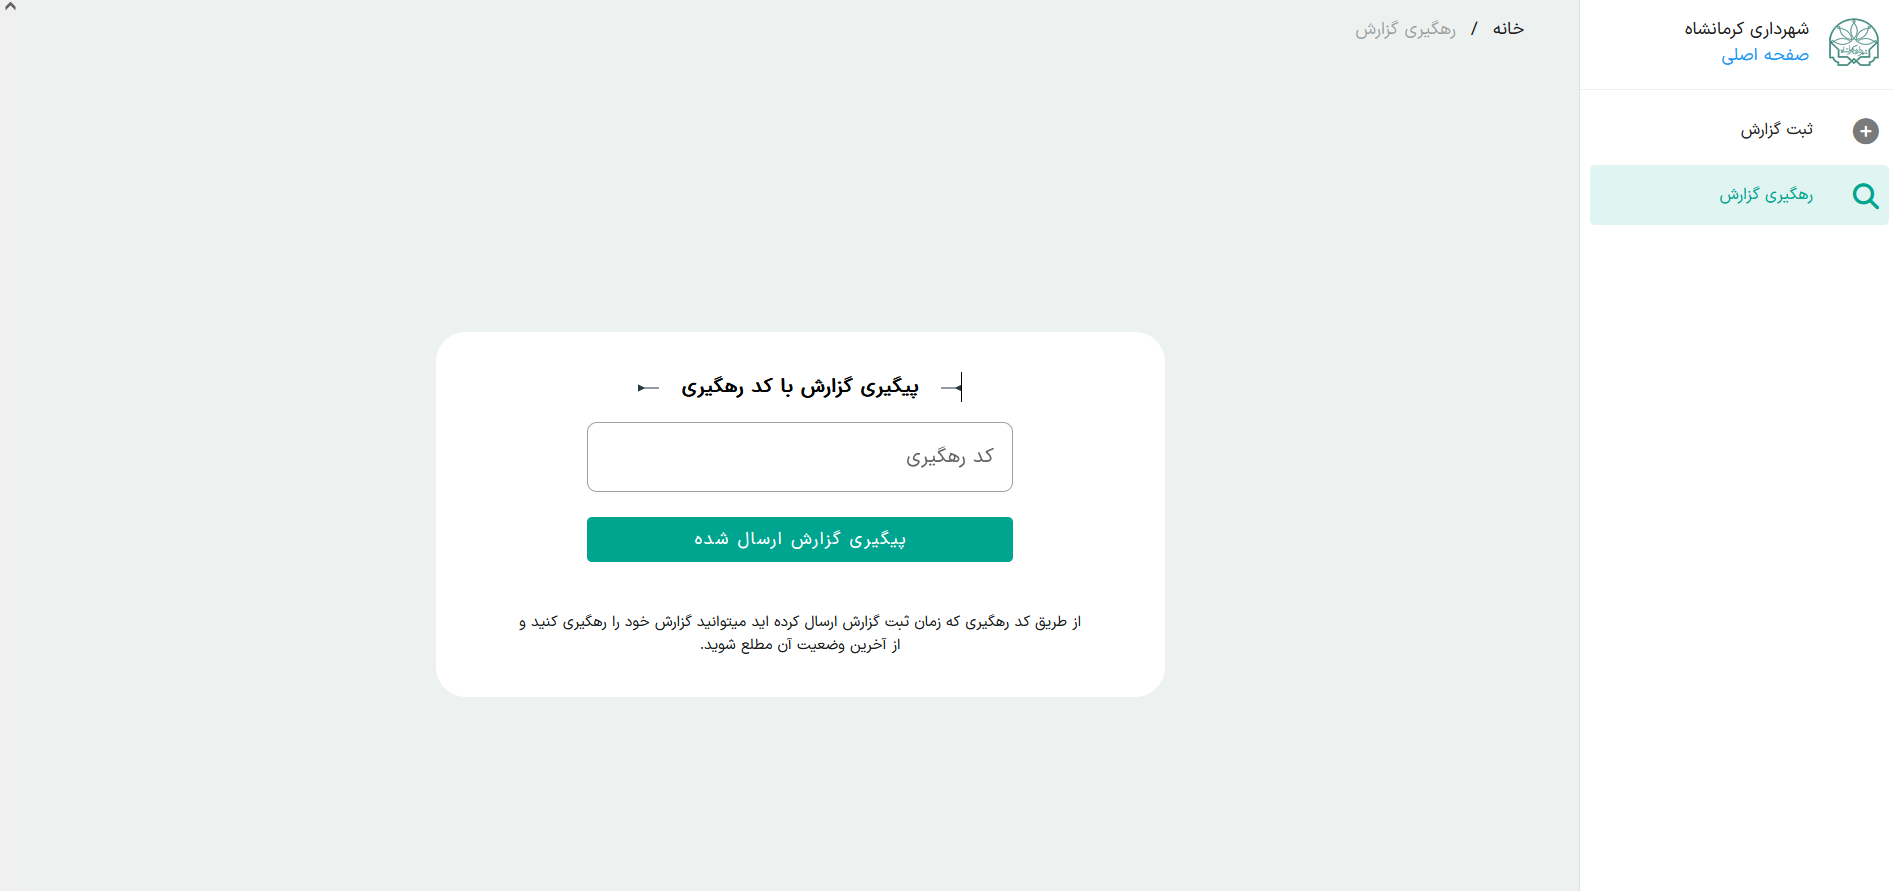 شهرداری کرمانشاه
صفحه اصلی
ثبت گزارش
رهگیری گزارش
خانه / رهگیری گزارش
پیگیری گزارش با کد رهگیری
کد رهگیری
پیگیری گزارش ارسال شده
از طریق کد رهگیری که زمان ثبت گزارش ارسال کرده اید میتوانید گزارش خود را رهگیری کنید و
از آخرین وضعیت آن مطلع شوید.